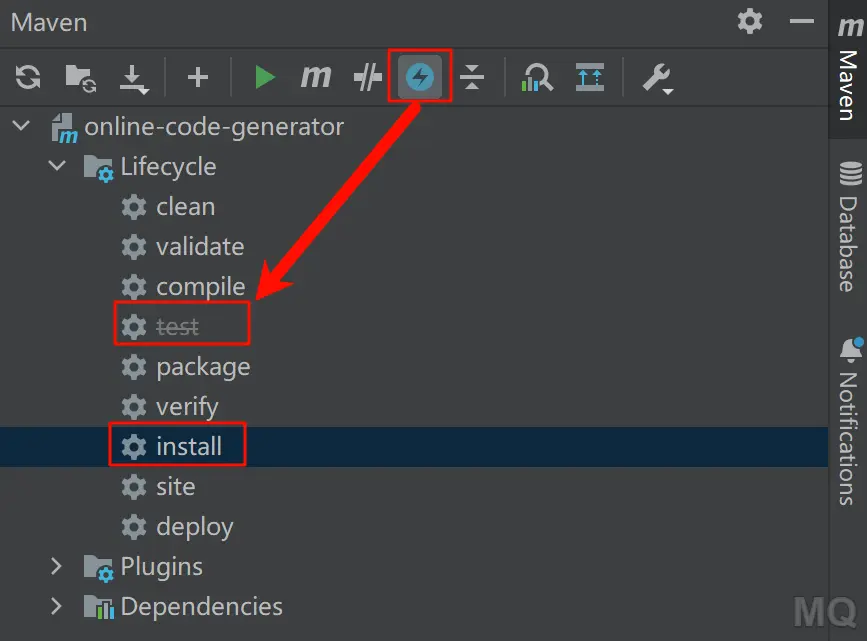 Maven
online-code-generator
Lifecycle
clean
validate
compile
test
package
verify
install
site
deploy
Plugins
Dependencies
Maven
Database
Notifications
MQ